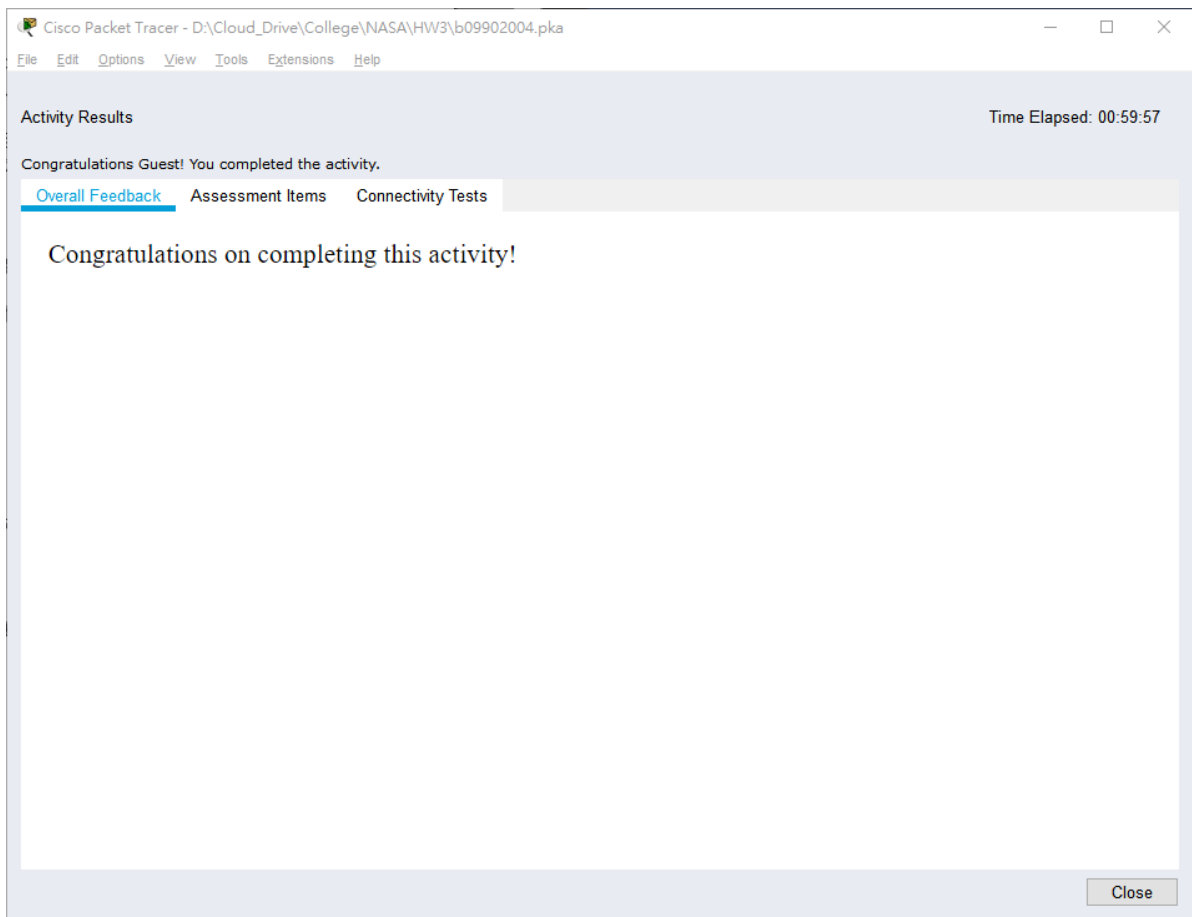 Cisco Packet Tracer - D:\Cloud_Drive\College\NASA\HW3\b09902004.pka
File Edit Options View Tools Extensions Help
Activity Results
Time Elapsed: 00:59:57
Congratulations Guest! You completed the activity.
Overall Feedback Assessment Items Connectivity Tests
Congratulations on completing this activity!
Close